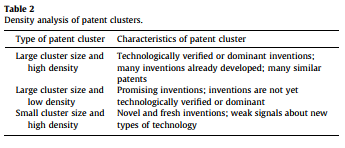 Table 2
Density analysis of patent clusters.
Type of patent cluster Characteristics of patent cluster
Large cluster size and Technologically verified or dominant inventions;
high density many inventions already developed; many similar
patents
Large cluster size and Promising inventions; inventions are not yet
low density technologically verified or dominant
Small cluster size and Novel and fresh inventions; weak signals about new
high density types of technology